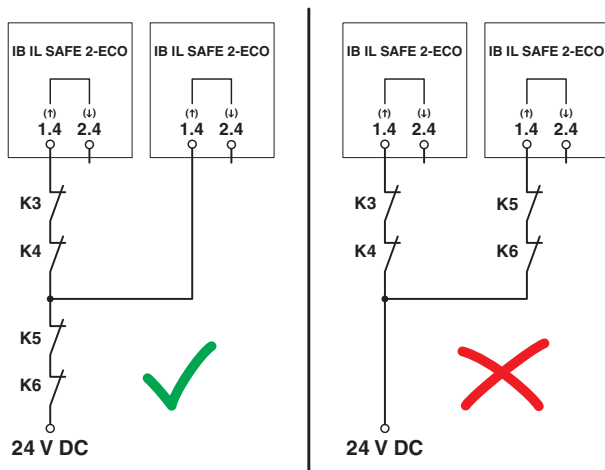 IB IL SAFE 2-ECO
(↑) (↓)
1.4 2.4
IB IL SAFE 2-ECO
(↑) (↓)
1.4 2.4
K3
K4
K5
K6
24 V DC
IB IL SAFE 2-ECO
(↑) (↓)
1.4 2.4
IB IL SAFE 2-ECO
(↑) (↓)
1.4 2.4
K3
K5
K4
K6
24 V DC